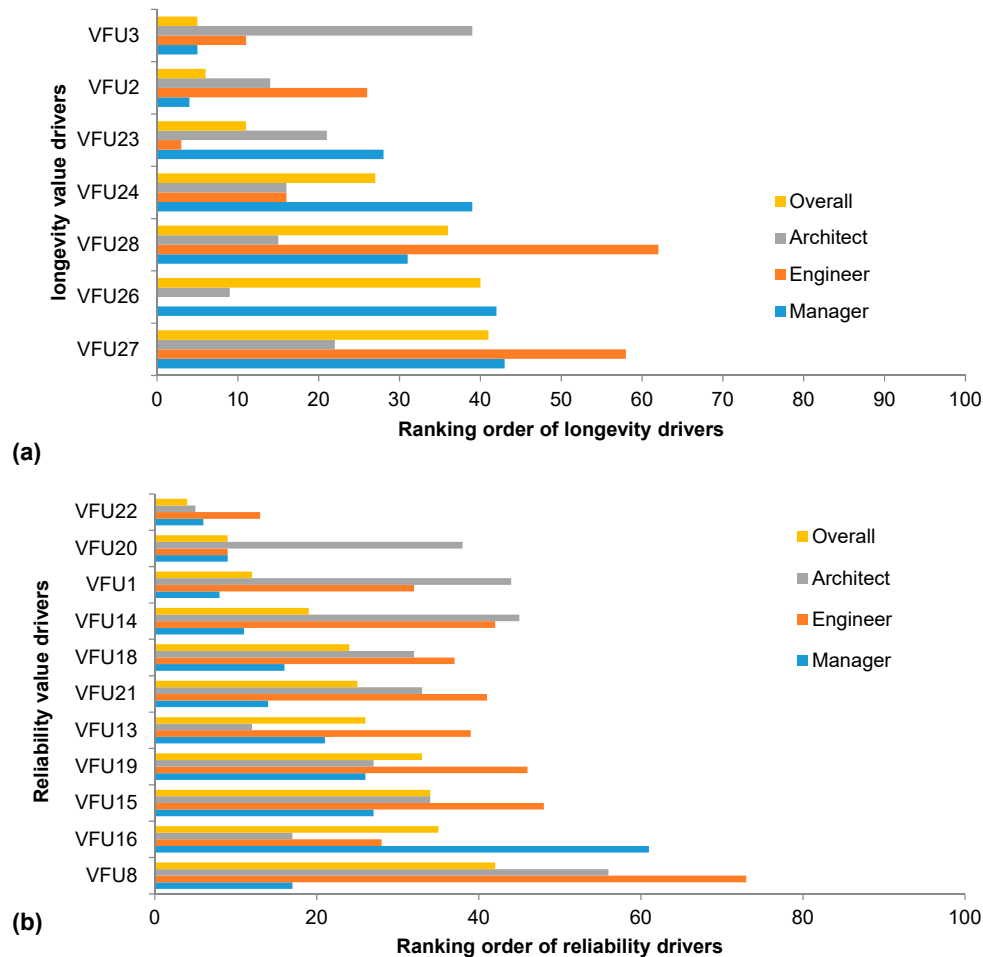 VFU3
VFU2
VFU23
VFU24
VFU28
VFU26
VFU27
longevity value drivers
Overall
Architect
Engineer
Manager
0 10 20 30 40 50 60 70 80 90 100
Ranking order of longevity drivers
(a)
VFU22
VFU20
VFU1
VFU14
VFU18
VFU21
VFU13
VFU19
VFU15
VFU16
VFU8
Reliability value drivers
Overall
Architect
Engineer
Manager
0 20 40 60 80 100
Ranking order of reliability drivers
(b)